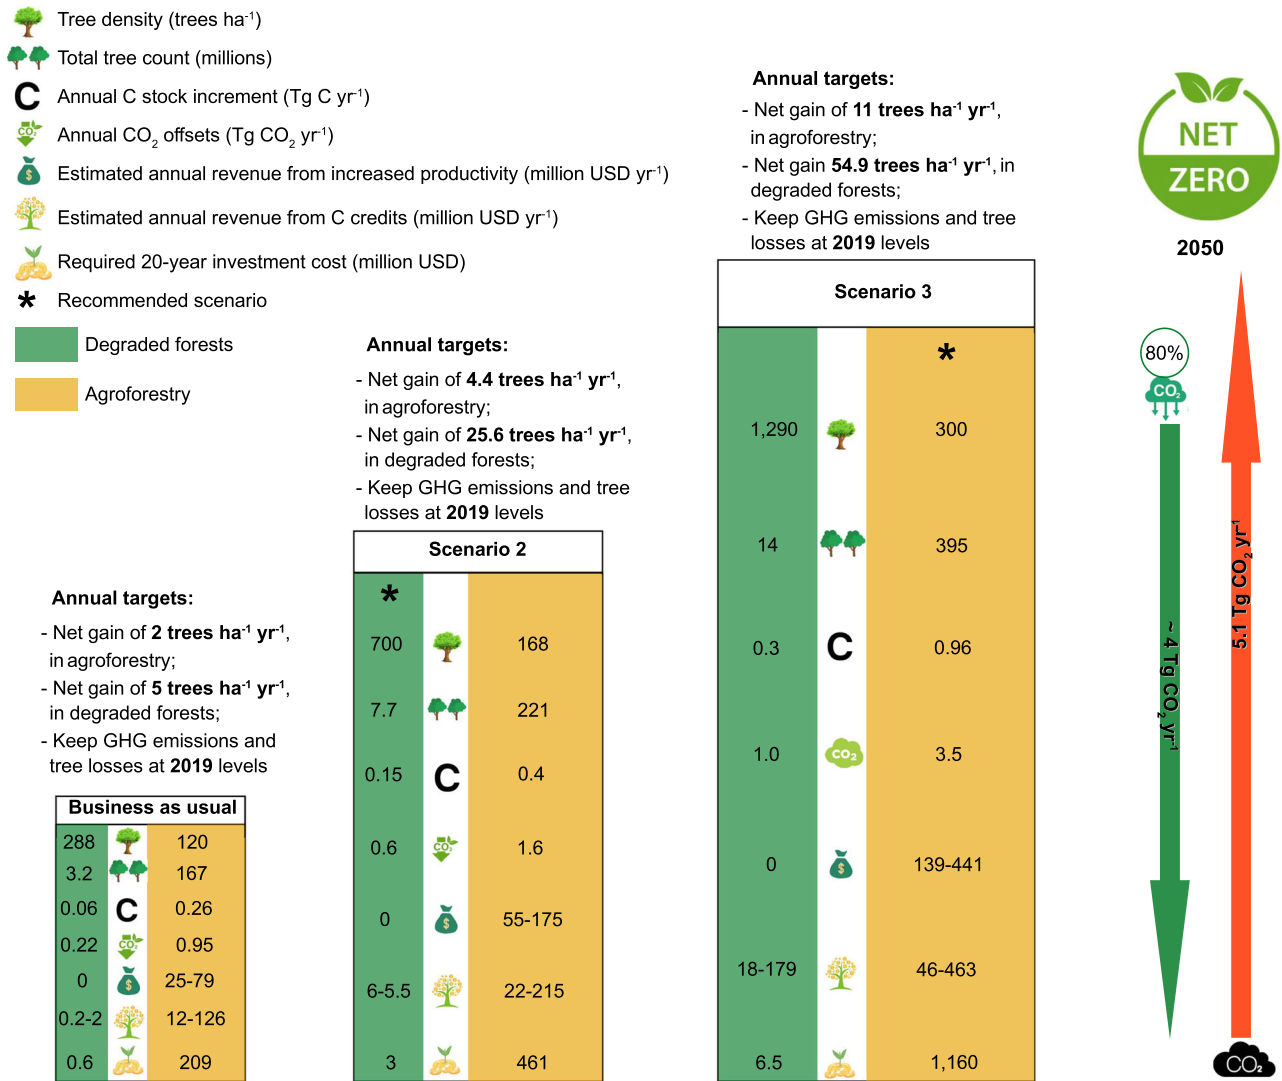 Tree density (trees ha⁻¹)
Total tree count (millions)
C Annual C stock increment (Tg C yr⁻¹)
CO₂ Annual CO₂ offsets (Tg CO₂ yr⁻¹)
$ Estimated annual revenue from increased productivity (million USD yr⁻¹)
Estimated annual revenue from C credits (million USD yr⁻¹)
Required 20-year investment cost (million USD)
* Recommended scenario
Degraded forests
Agroforestry
Annual targets:
- Net gain of 2 trees ha⁻¹ yr⁻¹,
in agroforestry;
- Net gain of 5 trees ha⁻¹ yr⁻¹,
in degraded forests;
- Keep GHG emissions and
tree losses at 2019 levels
Business as usual
288 120
3.2 167
0.06 C 0.26
0.22 CO₂ 0.95
0 $ 25-79
0.2-2 12-126
0.6 209
Annual targets:
- Net gain of 4.4 trees ha⁻¹ yr⁻¹,
in agroforestry;
- Net gain of 25.6 trees ha⁻¹ yr⁻¹,
in degraded forests;
- Keep GHG emissions and tree
losses at 2019 levels
Scenario 2
*
700 168
7.7 221
0.15 C 0.4
0.6 CO₂ 1.6
0 $ 55-175
6-5.5 22-215
3 461
Annual targets:
- Net gain of 11 trees ha⁻¹ yr⁻¹,
in agroforestry;
- Net gain 54.9 trees ha⁻¹ yr⁻¹, in
degraded forests;
- Keep GHG emissions and tree
losses at 2019 levels
Scenario 3
*
1,290 300
14 395
0.3 C 0.96
1.0 CO₂ 3.5
0 $ 139-441
18-179 46-463
6.5 1,160
NET
ZERO
2050
80%
CO₂
~ 4 Tg CO₂ yr⁻¹
5.1 Tg CO₂ yr⁻¹
CO₂